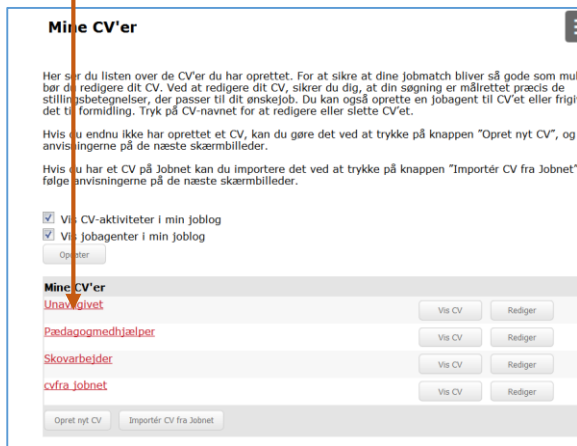 Mine CV'er
Her ser du listen over de CV'er du har oprettet. For at sikre at dine jobmatch bliver så gode som mul
bør du redigere dit CV. Ved at redigere dit CV, sikrer du dig, at din søgning er målrettet præcis de
stillingsbetegnelser, der passer til dit ønskejob. Du kan også oprette en jobagent til CV'et eller frigiv
det til formidling. Tryk på CV-navnet for at redigere eller slette CV'et.
Hvis du endnu ikke har oprettet et CV, kan du gøre det ved at trykke på knappen "Opret nyt CV", og
anvisningerne på de næste skærmbilleder.
Hvis du har et CV på Jobnet kan du importere det ved at trykke på knappen "Importér CV fra Jobnet"
følge anvisningerne på de næste skærmbilleder.
Vis CV-aktiviteter i min joblog
Vis jobagenter i min joblog
Opdater
Mine CV'er
Unavngivet Vis CV Rediger
Pædagogmedhjælper Vis CV Rediger
Skovarbejder Vis CV Rediger
cvfra jobnet Vis CV Rediger
Opret nyt CV Importér CV fra Jobnet